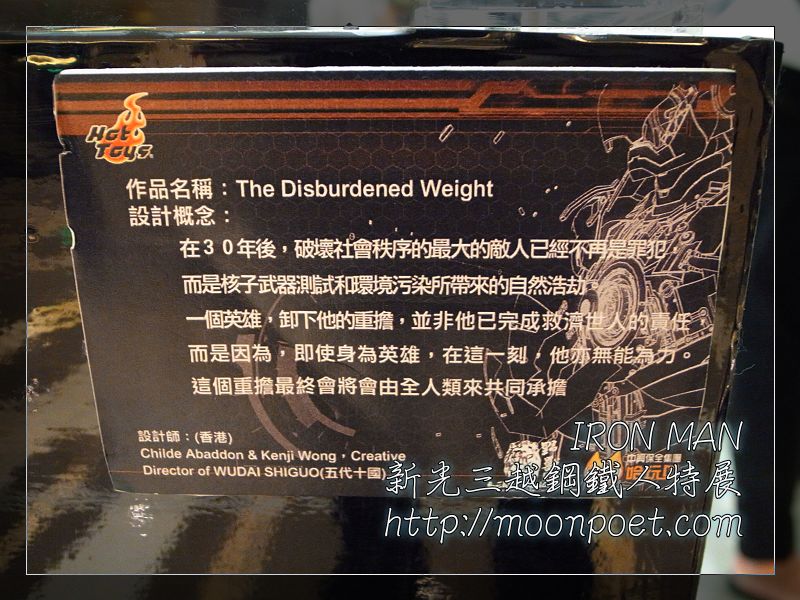 Hot
Toys
作品名稱：The Disburdened Weight
設計概念：
在３０年後，破壞社會秩序的最大的敵人已經不再是罪犯，
而是核子武器測試和環境污染所帶來的自然浩劫。
一個英雄，卸下他的重擔，並非他已完成救濟世人的責任，
而是因為，即使身為英雄，在這一刻，他亦無能為力。
這個重擔最終會將會由全人類來共同承擔
設計師：(香港)
Childe Abaddon & Kenji Wong，Creative
Director of WUDAI SHIGUO(五代十國)
中興保全集團
IRON MAN
新光三越鋼鐵人特展
http://moonpoet.com